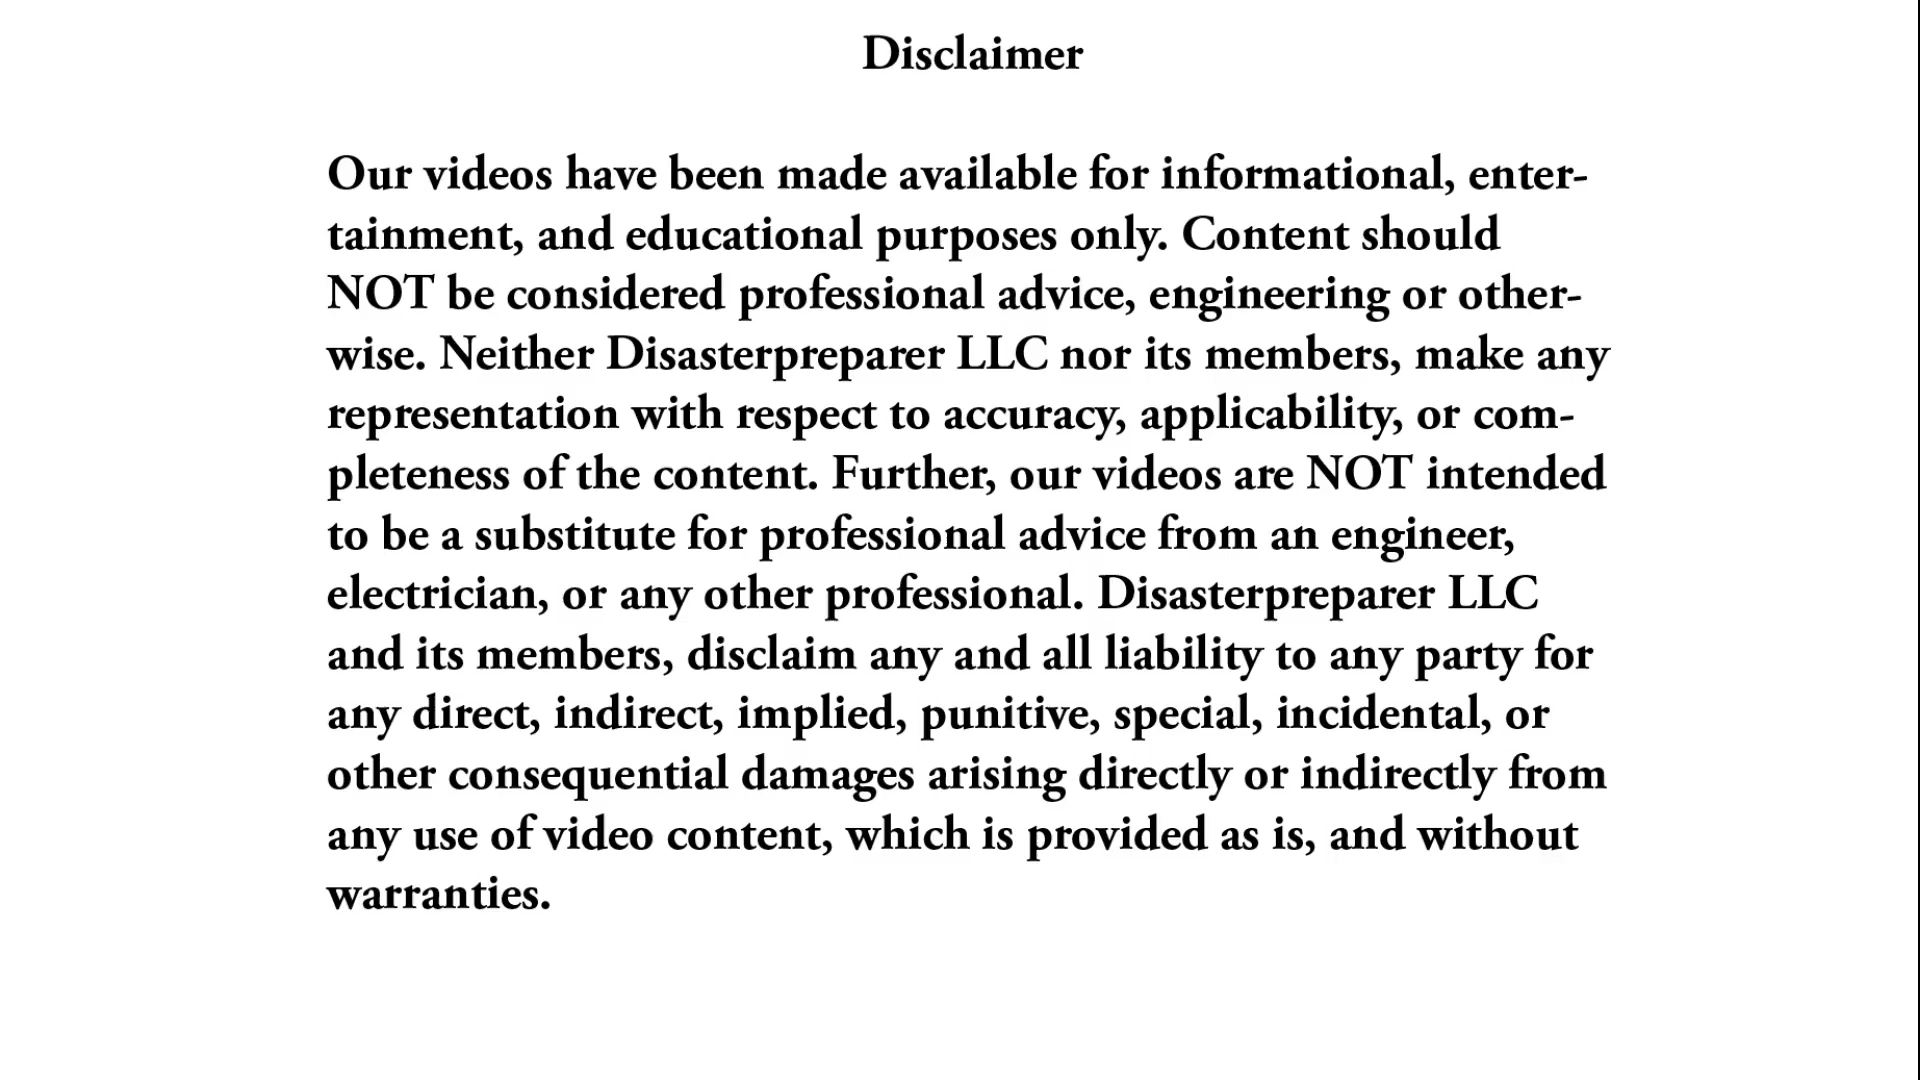 Disclaimer
Our videos have been made available for informational, enter-
tainment, and educational purposes only. Content should
NOT be considered professional advice, engineering or other-
wise. Neither Disasterpreparer LLC nor its members, make any
representation with respect to accuracy, applicability, or com-
pleteness of the content. Further, our videos are NOT intended
to be a substitute for professional advice from an engineer,
electrician, or any other professional. Disasterpreparer LLC
and its members, disclaim any and all liability to any party for
any direct, indirect, implied, punitive, special, incidental, or
other consequential damages arising directly or indirectly from
any use of video content, which is provided as is, and without
warranties.